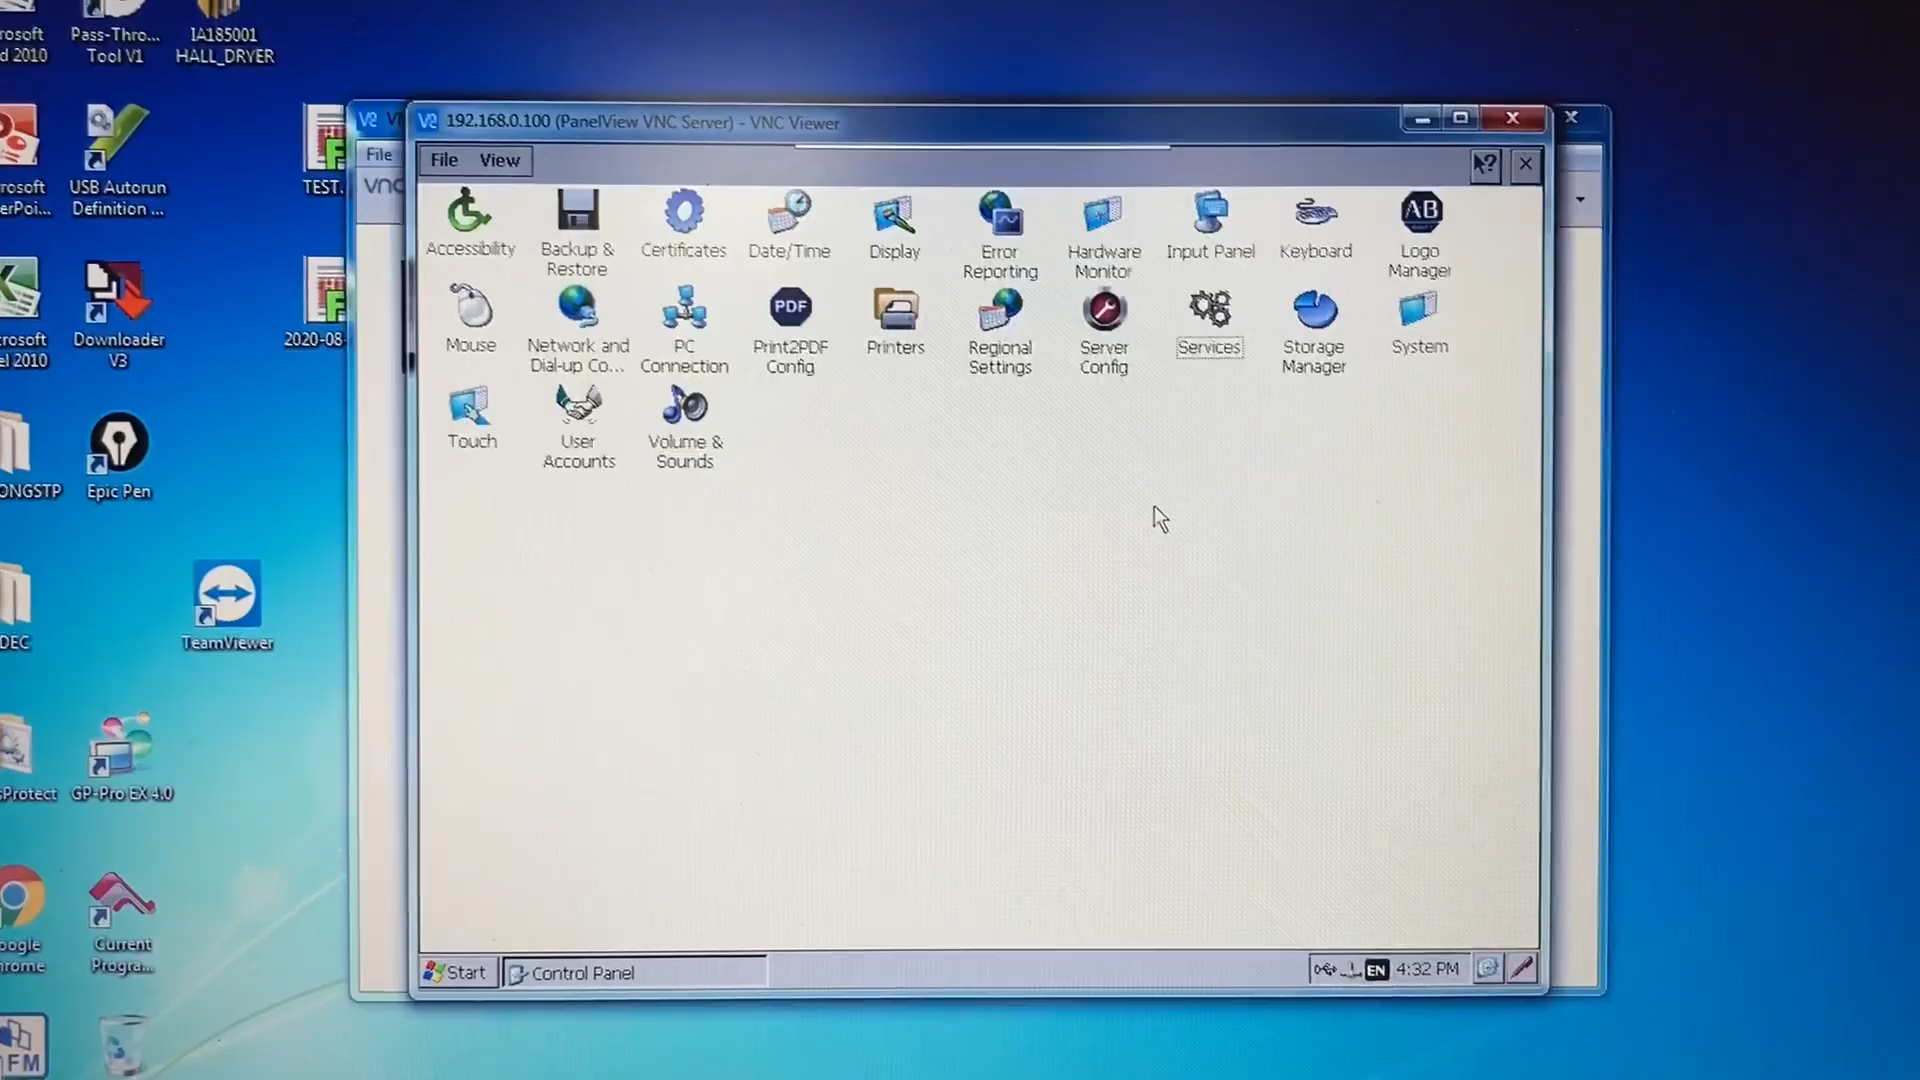 Pass-Thro...
Tool V1
IA185001
HALL_DRYER
rosoft
d 2010
rosoft
erPoi...
USB Autorun
Definition ...
TEST.
rosoft
el 2010
Downloader
V3
2020-08-
ONGSTP
Epic Pen
DEC
TeamViewer
sProtect
GP-Pro EX 4.0
oogle
hrome
Current
Progra...
FM
File
VNC
192.168.0.100 (PanelView VNC Server) - VNC Viewer
File View
Accessibility
Backup &
Restore
Certificates
Date/Time
Display
Error
Reporting
Hardware
Monitor
Input Panel
Keyboard
AB
Logo
Manager
Mouse
Network and
Dial-up Co...
PC
Connection
PDF
Print2PDF
Config
Printers
Regional
Settings
Server
Config
Services
Storage
Manager
System
Touch
User
Accounts
Volume &
Sounds
Start
Control Panel
EN
4:32 PM